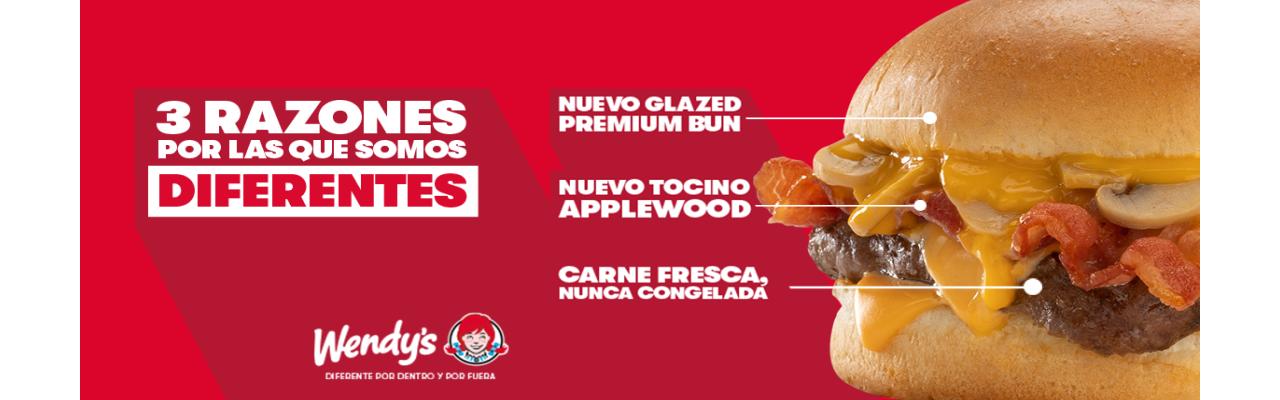 3 RAZONES
POR LAS QUE SOMOS
DIFERENTES
NUEVO GLAZED
PREMIUM BUN
NUEVO TOCINO
APPLEWOOD
CARNE FRESCA,
NUNCA CONGELADA
Wendy's
DIFERENTE POR DENTRO Y POR FUERA